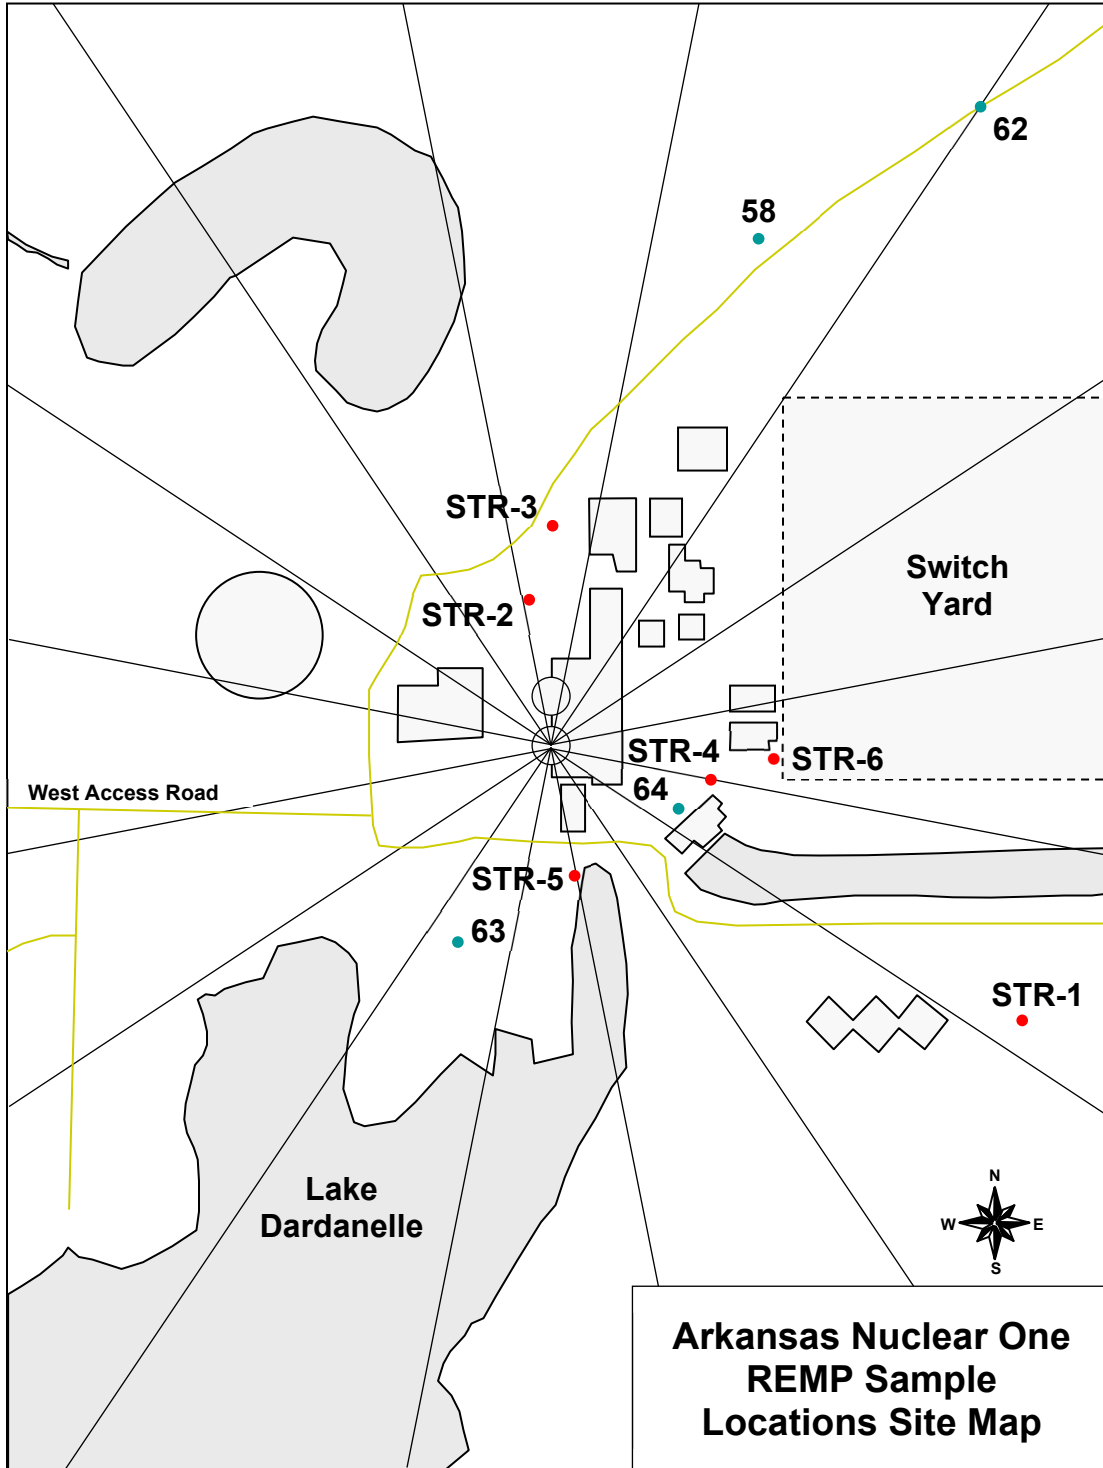 62
58
STR-3
Switch
Yard
STR-2
STR-4
STR-6
64
West Access Road
STR-5
63
STR-1
N
W
E
S
Lake
Dardanelle
Arkansas Nuclear One
REMP Sample
Locations Site Map